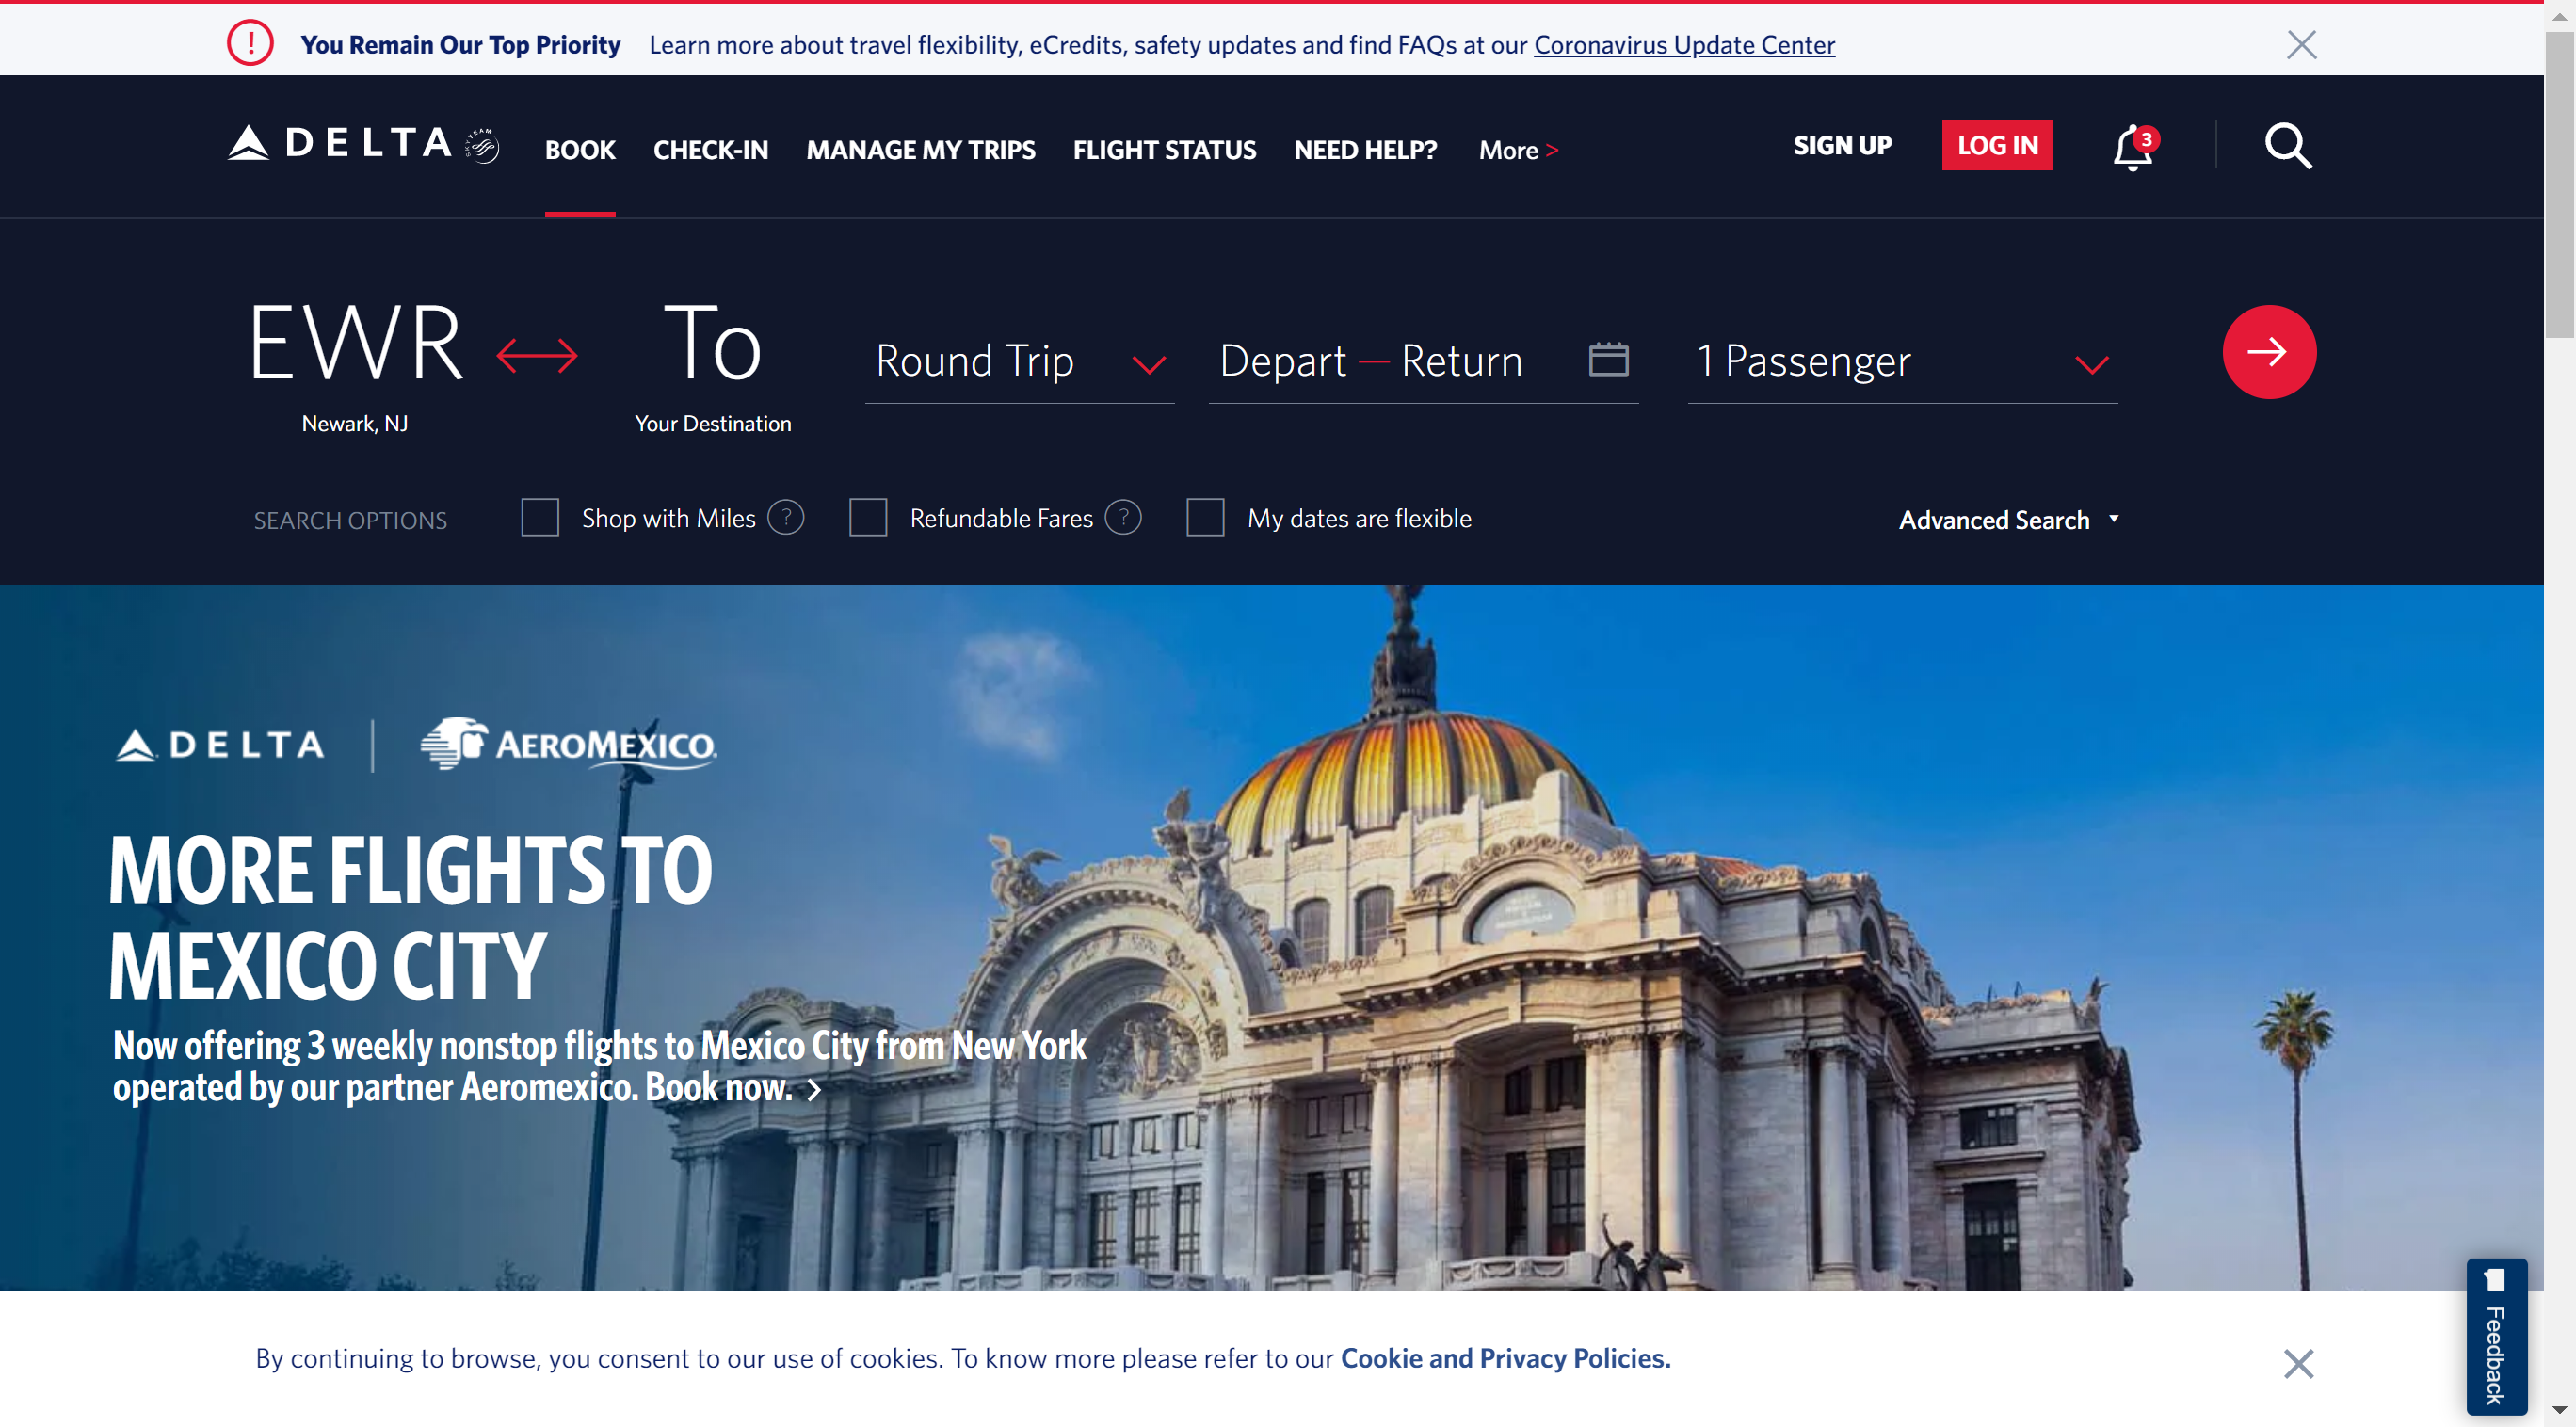 You Remain Our Top Priority Learn more about travel flexibility, eCredits, safety updates and find FAQs at our Coronavirus Update Center
DELTA SKYTEAM BOOK CHECK-IN MANAGE MY TRIPS FLIGHT STATUS NEED HELP? More > SIGN UP LOG IN 3
EWR To Round Trip Depart — Return 1 Passenger
Newark, NJ Your Destination
SEARCH OPTIONS Shop with Miles ? Refundable Fares ? My dates are flexible Advanced Search
DELTA AEROMEXICO.
MORE FLIGHTS TO
MEXICO CITY
Now offering 3 weekly nonstop flights to Mexico City from New York
operated by our partner Aeromexico. Book now. >
Feedback
By continuing to browse, you consent to our use of cookies. To know more please refer to our Cookie and Privacy Policies.